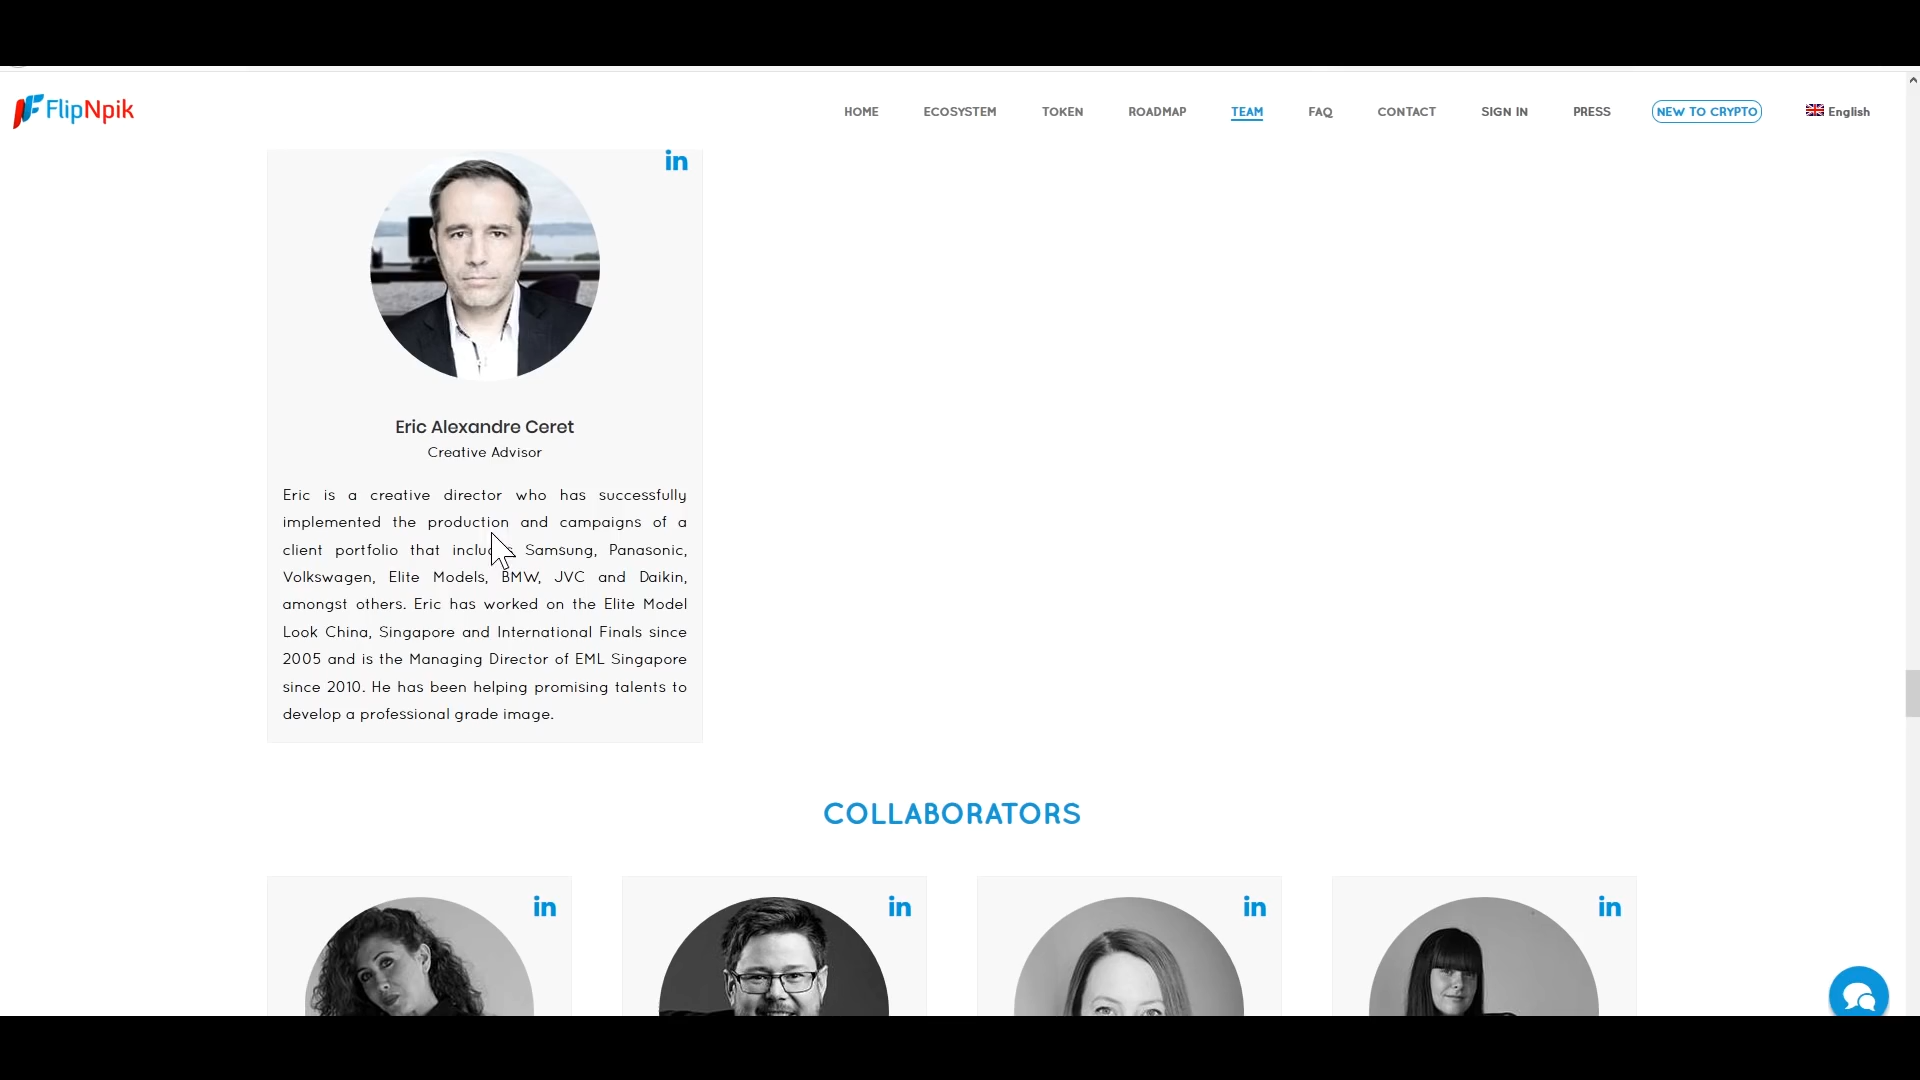 FlipNpik
HOME ECOSYSTEM TOKEN ROADMAP TEAM FAQ CONTACT SIGN IN PRESS NEW TO CRYPTO English
in
Eric Alexandre Ceret
Creative Advisor
Eric is a creative director who has successfully
implemented the production and campaigns of a
client portfolio that includes Samsung, Panasonic,
Volkswagen, Elite Models, BMW, JVC and Daikin,
amongst others. Eric has worked on the Elite Model
Look China, Singapore and International Finals since
2005 and is the Managing Director of EML Singapore
since 2010. He has been helping promising talents to
develop a professional grade image.
COLLABORATORS
in in in in